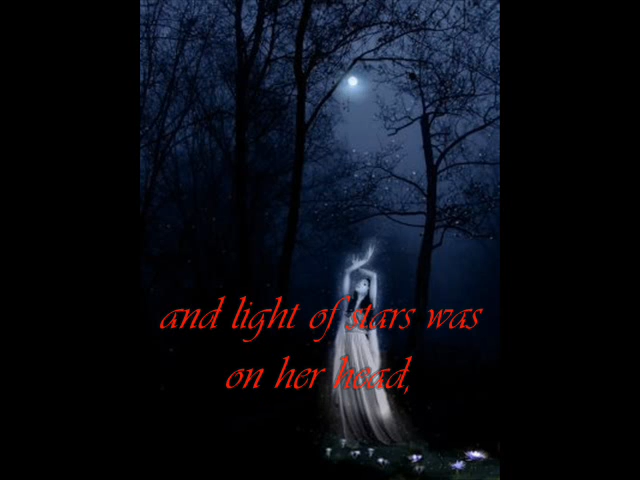 and light of stars was
on her head,